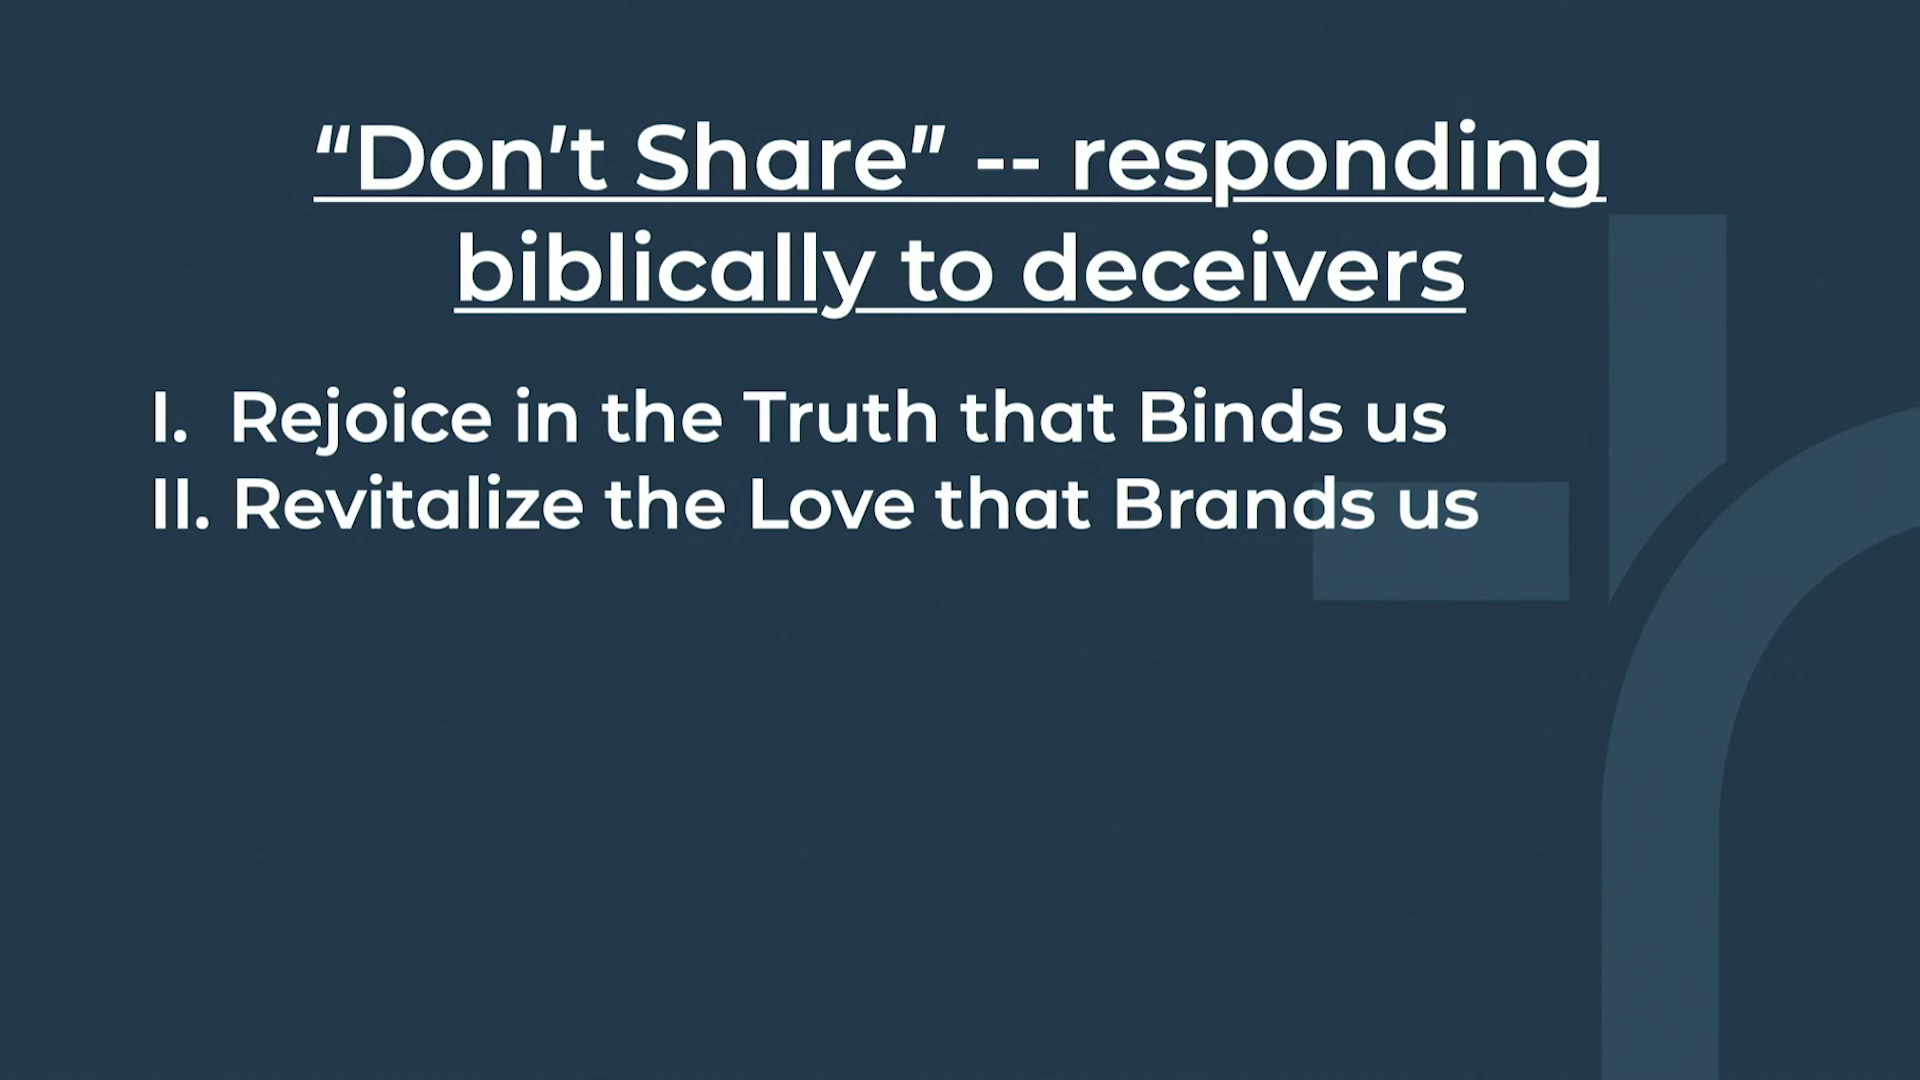 “Don’t Share” -- responding
biblically to deceivers
I. Rejoice in the Truth that Binds us
II. Revitalize the Love that Brands us